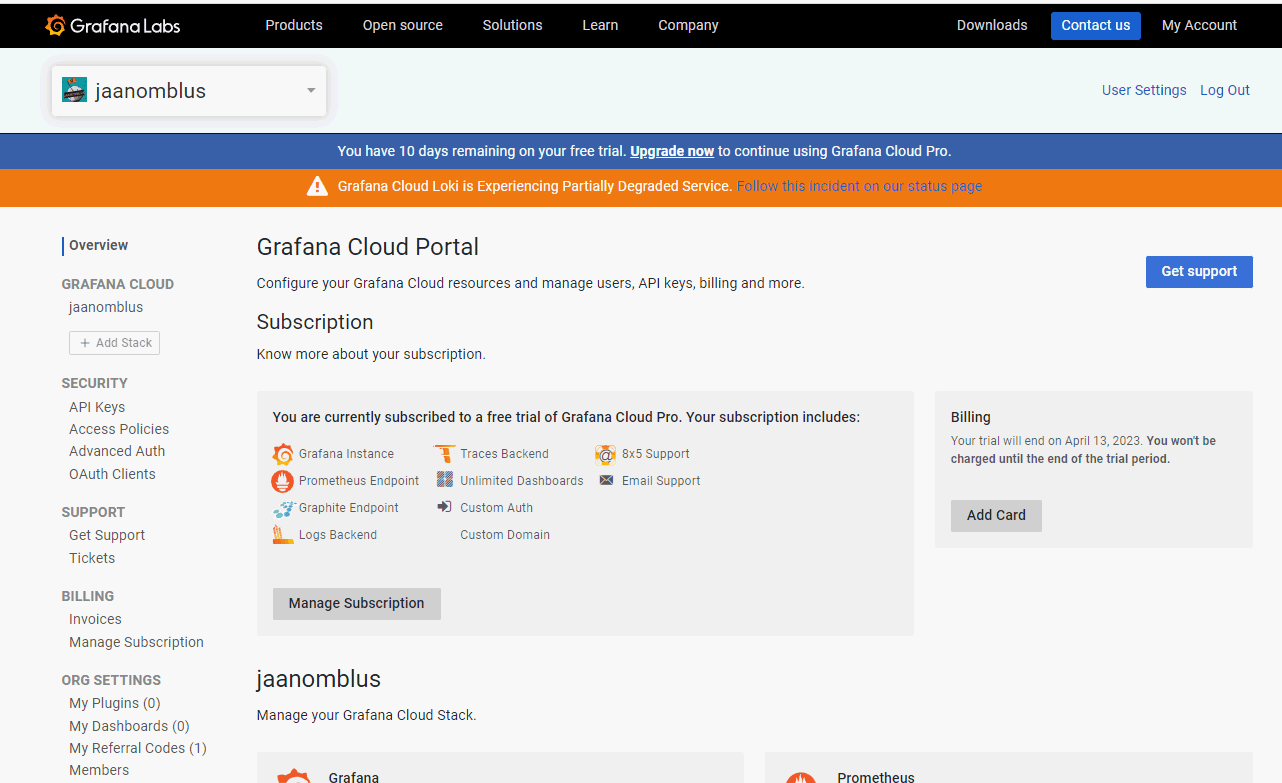 Grafana Labs Products Open source Solutions Learn Company Downloads Contact us My Account
jaanomblus User Settings Log Out
You have 10 days remaining on your free trial. Upgrade now to continue using Grafana Cloud Pro.
Grafana Cloud Loki is Experiencing Partially Degraded Service. Follow this incident on our status page
Overview
GRAFANA CLOUD
jaanomblus
+ Add Stack
SECURITY
API Keys
Access Policies
Advanced Auth
OAuth Clients
SUPPORT
Get Support
Tickets
BILLING
Invoices
Manage Subscription
ORG SETTINGS
My Plugins (0)
My Dashboards (0)
My Referral Codes (1)
Members
Grafana Cloud Portal
Configure your Grafana Cloud resources and manage users, API keys, billing and more.
Get support
Subscription
Know more about your subscription.
You are currently subscribed to a free trial of Grafana Cloud Pro. Your subscription includes:
Grafana Instance Traces Backend 8x5 Support
Prometheus Endpoint Unlimited Dashboards Email Support
Graphite Endpoint Custom Auth
Logs Backend Custom Domain
Manage Subscription
Billing
Your trial will end on April 13, 2023. You won't be
charged until the end of the trial period.
Add Card
jaanomblus
Manage your Grafana Cloud Stack.
Grafana Prometheus